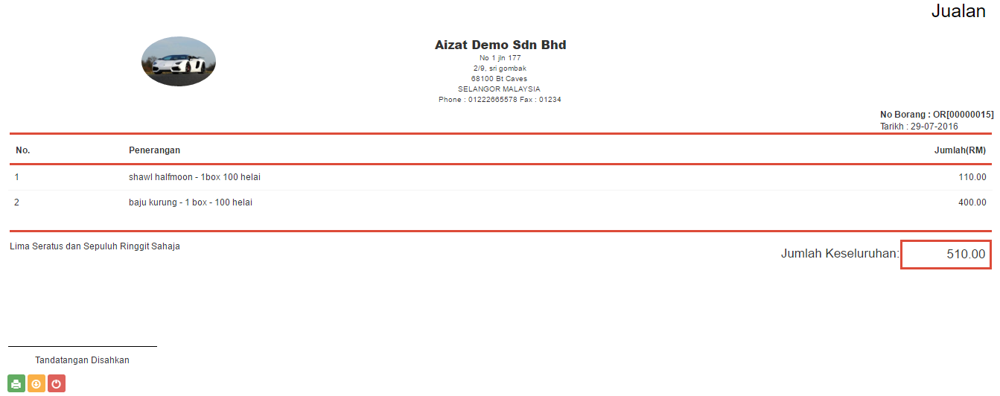 Jualan
Aizat Demo Sdn Bhd
No 1 jln 177
2/9, sri gombak
68100 Bt Caves
SELANGOR MALAYSIA
Phone : 01222665578 Fax : 01234
No Borang : OR[00000015]
Tarikh : 29-07-2016
No. Penerangan Jumlah(RM)
1 shawl halfmoon - 1box 100 helai 110.00
2 baju kurung - 1 box - 100 helai 400.00
Lima Seratus dan Sepuluh Ringgit Sahaja
Jumlah Keseluruhan: 510.00
Tandatangan Disahkan